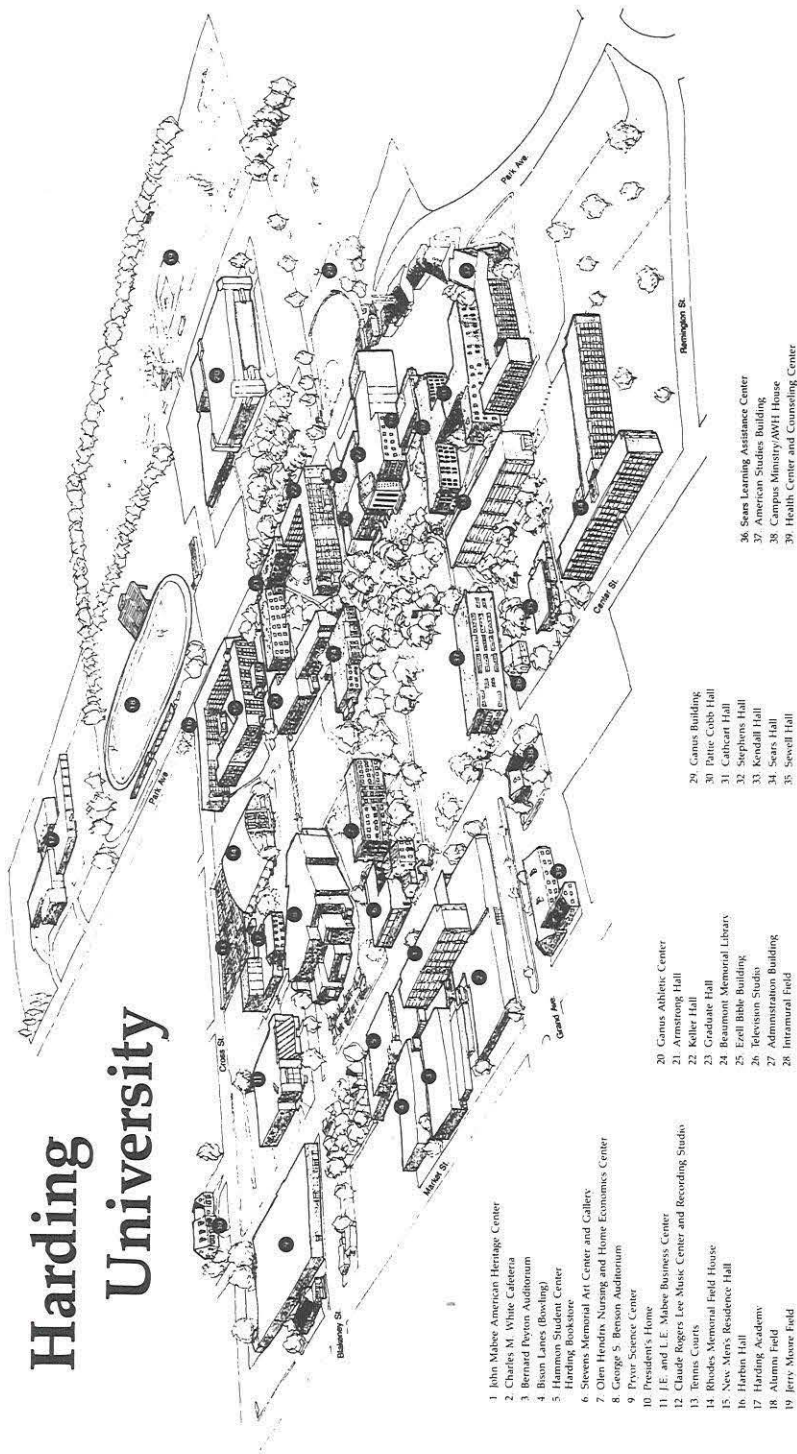 Harding
University
Park Ave.
Remington St.
Center St.
Park Ave
Cross St.
Grand Ave.
Market St.
Blakeney St.
1 John Mabee American Heritage Center
2. Charles M. White Cafeteria
3 Bernard Peyton Auditorium
4 Bison Lanes (Bowling)
5 Hammon Student Center
Harding Bookstore
6 Stevens Memorial Art Center and Gallery
7. Olen Hendrix Nursing and Home Economics Center
8. George S. Benson Auditorium
9 Pryor Science Center
10. President's Home
11 J.E. and L.E. Mabee Business Center
12 Claude Rogers Lee Music Center and Recording Studio
13 Tennis Courts
14. Rhodes Memorial Field House
15. New Men's Residence Hall
16. Harbin Hall
17 Harding Academy
18 Alumni Field
19 Jerry Moore Field
20 Ganus Athletic Center
21. Armstrong Hall
22 Keller Hall
23 Graduate Hall
24 Beaumont Memorial Library
25. Ezell Bible Building
26 Television Studio
27 Administration Building
28 Intramural Field
29. Ganus Building
30 Pattie Cobb Hall
31. Cathcart Hall
32 Stephens Hall
33. Kendall Hall
34. Sears Hall
35 Sewell Hall
36. Sears Learning Assistance Center
37. American Studies Building
38. Campus Ministry/AWH House
39. Health Center and Counseling Center